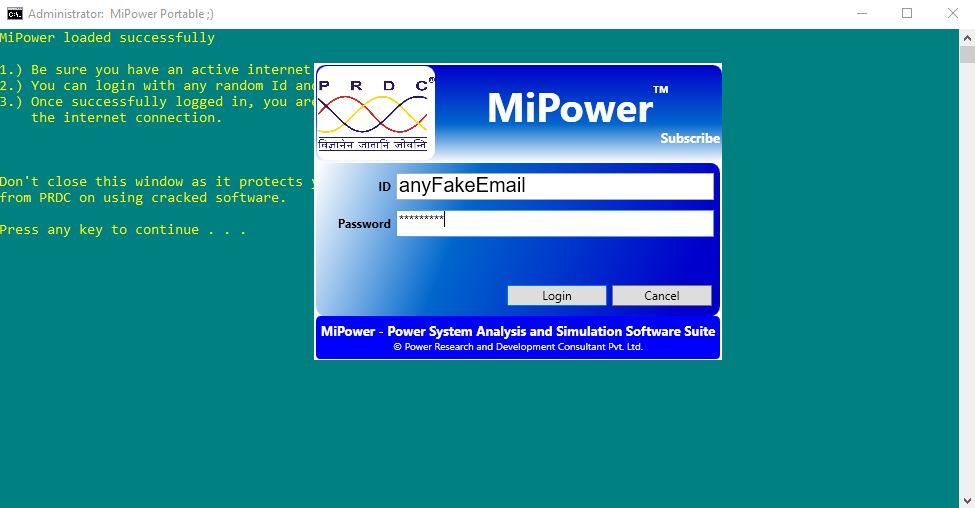 Administrator:  MiPower Portable ;)
MiPower loaded successfully
1.) Be sure you have an active internet
2.) You can login with any random Id and
3.) Once successfully logged in, you are
the internet connection.
Don't close this window as it protects
from PRDC on using cracked software.
Press any key to continue . . .
P R D C®
विज्ञानेन जातानि जीवन्ति
MiPower™
Subscribe
ID anyFakeEmail
Password *********
Login Cancel
MiPower - Power System Analysis and Simulation Software Suite
© Power Research and Development Consultant Pvt. Ltd.